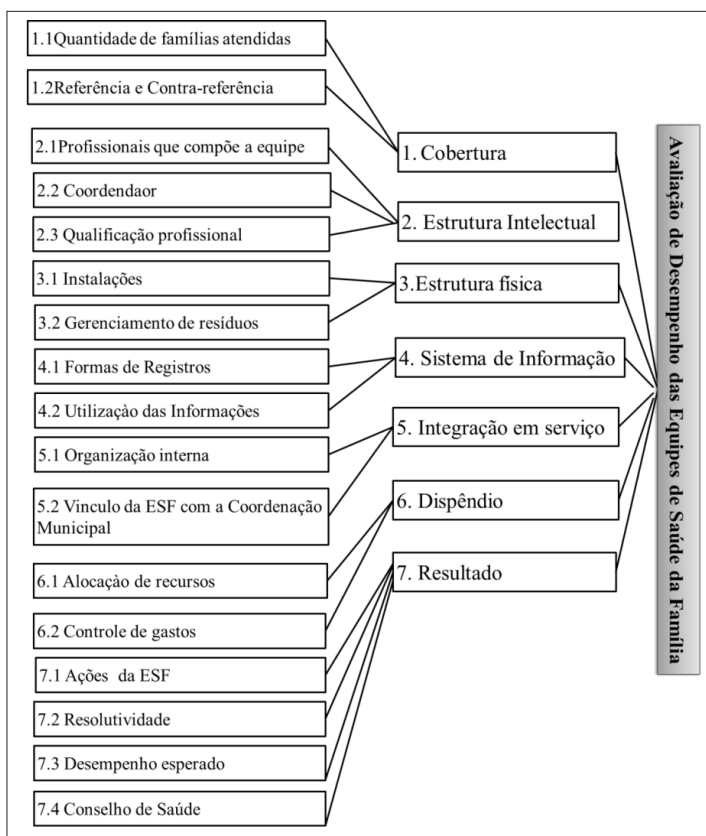 1.1Quantidade de famílias atendidas
1.2Referência e Contra-referência
2.1Profissionais que compõe a equipe
2.2 Coordendaor
2.3 Qualificação profissional
3.1 Instalações
3.2 Gerenciamento de resíduos
4.1 Formas de Registros
4.2 Utilizaçào das Informações
5.1 Organização interna
5.2 Vinculo da ESF com a Coordenação
Municipal
6.1 Alocaçào de recursos
6.2 Controle de gastos
7.1 Ações da ESF
7.2 Resolutividade
7.3 Desempenho esperado
7.4 Conselho de Saúde
1. Cobertura
2. Estrutura Intelectual
3.Estrutura física
4. Sistema de Informação
5. Integração em serviço
6. Dispêndio
7. Resultado
Avaliação de Desempenho das Equipes de Saúde da Família